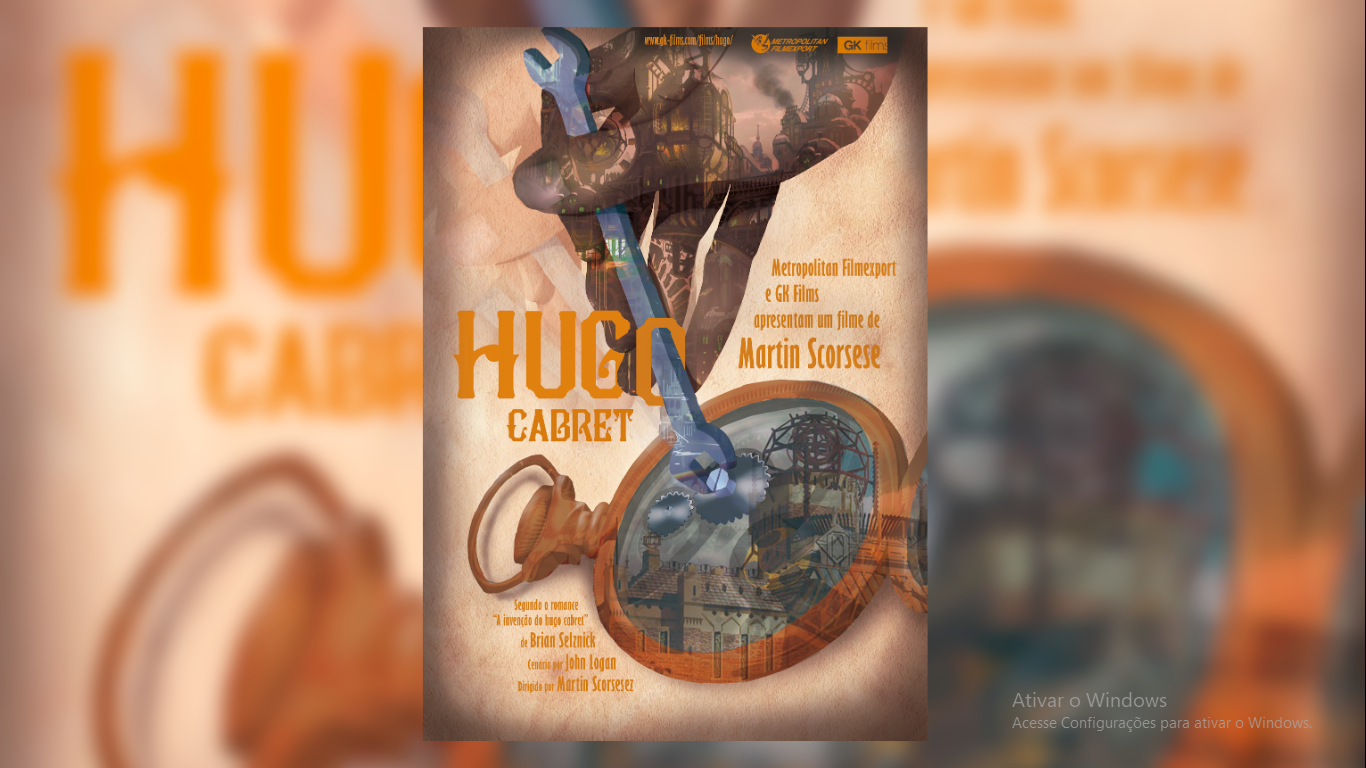 www.gk-films.com/films/hugo/
METROPOLITAN
FILMEXPORT
GK films
Metropolitan Filmexport
e GK Films
apresentam um filme de
Martin Scorsese
HUGO
CABRET
Segundo o romance
"A invenção do hugo cabret"
de Brian Selznick
Cenário por John Logan
Dirigido por Martin Scorsesez
Ativar o Windows
Acesse Configurações para ativar o Windows.